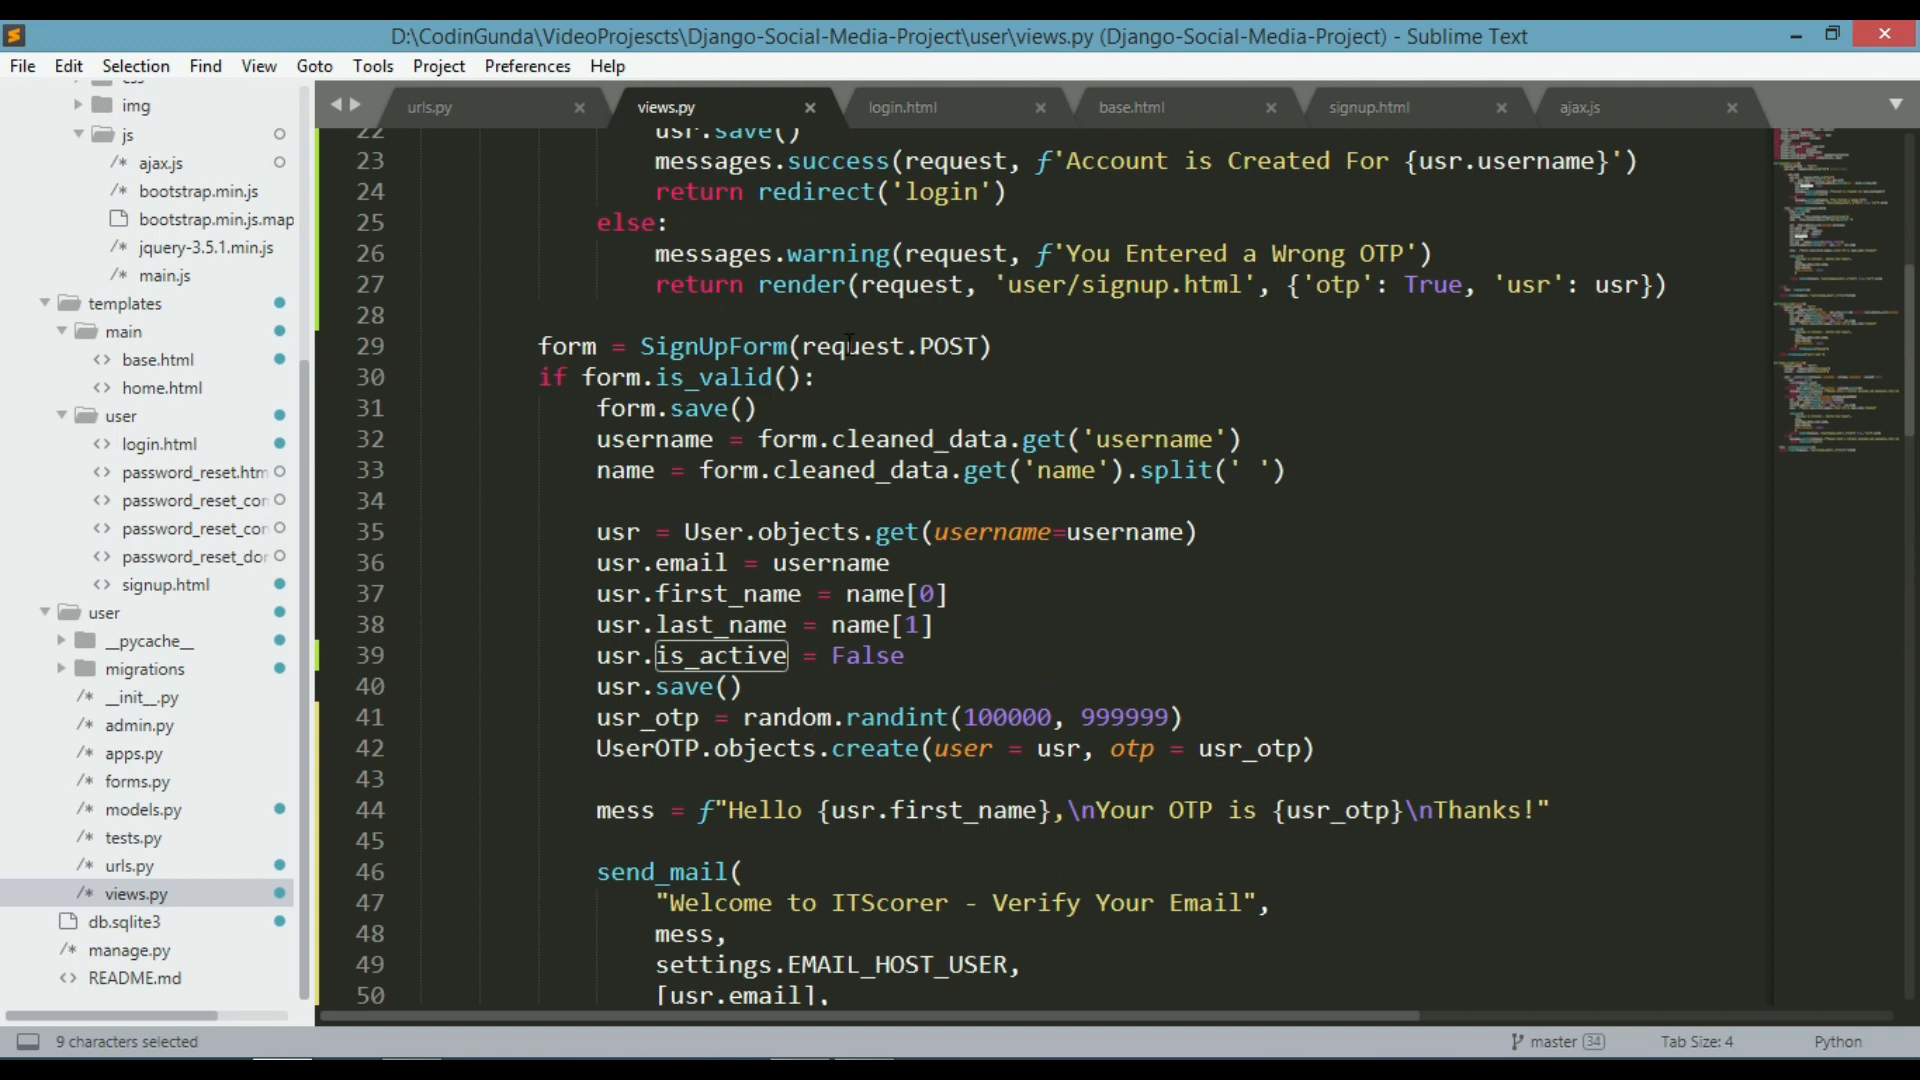 D:\CodinGunda\VideoProjescts\Django-Social-Media-Project\user\views.py (Django-Social-Media-Project) - Sublime Text
File Edit Selection Find View Goto Tools Project Preferences Help
css
img
js
ajax.js
bootstrap.min.js
bootstrap.min.js.map
jquery-3.5.1.min.js
main.js
templates
main
base.html
home.html
user
login.html
password_reset.htm
password_reset_con
password_reset_con
password_reset_do
signup.html
user
__pycache__
migrations
__init__.py
admin.py
apps.py
forms.py
models.py
tests.py
urls.py
views.py
db.sqlite3
manage.py
README.md
urls.py views.py login.html base.html signup.html ajax.js
22 usr.save()
23 messages.success(request, f'Account is Created For {usr.username}')
24 return redirect('login')
25 else:
26 messages.warning(request, f'You Entered a Wrong OTP')
27 return render(request, 'user/signup.html', {'otp': True, 'usr': usr})
28
29 form = SignUpForm(request.POST)
30 if form.is_valid():
31 form.save()
32 username = form.cleaned_data.get('username')
33 name = form.cleaned_data.get('name').split(' ')
34
35 usr = User.objects.get(username=username)
36 usr.email = username
37 usr.first_name = name[0]
38 usr.last_name = name[1]
39 usr.is_active = False
40 usr.save()
41 usr_otp = random.randint(100000, 999999)
42 UserOTP.objects.create(user = usr, otp = usr_otp)
43
44 mess = f"Hello {usr.first_name},\nYour OTP is {usr_otp}\nThanks!"
45
46 send_mail(
47 "Welcome to ITScorer - Verify Your Email",
48 mess,
49 settings.EMAIL_HOST_USER,
50 [usr.email],
9 characters selected
master 34 Tab Size: 4 Python